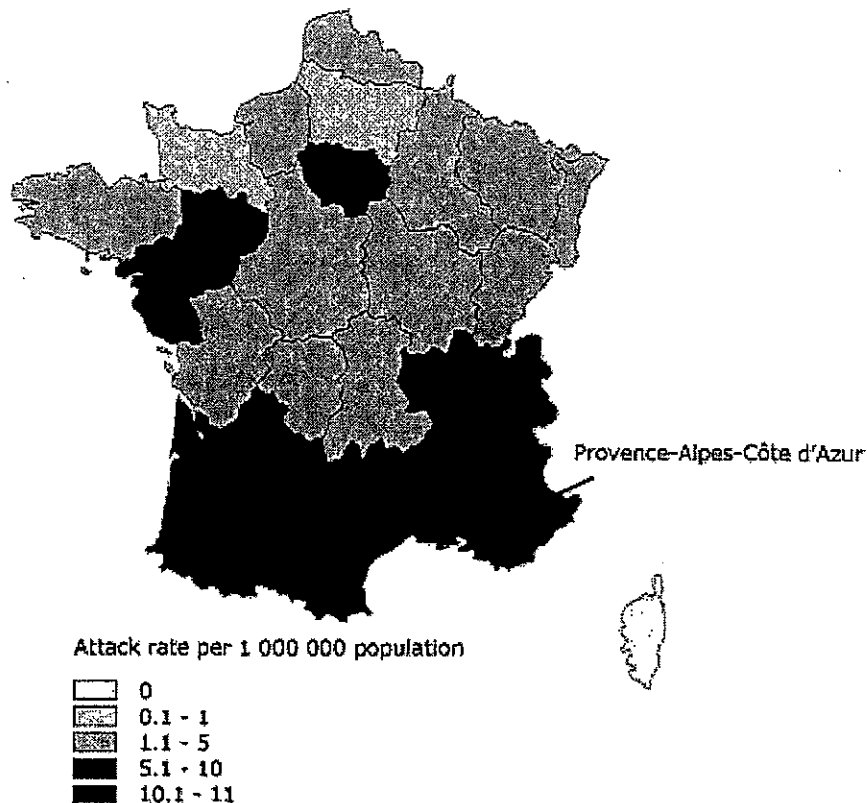 Provence-Alpes-Côte d'Azur
Attack rate per 1 000 000 population
0
0.1 - 1
1.1 - 5
5.1 - 10
10.1 - 11